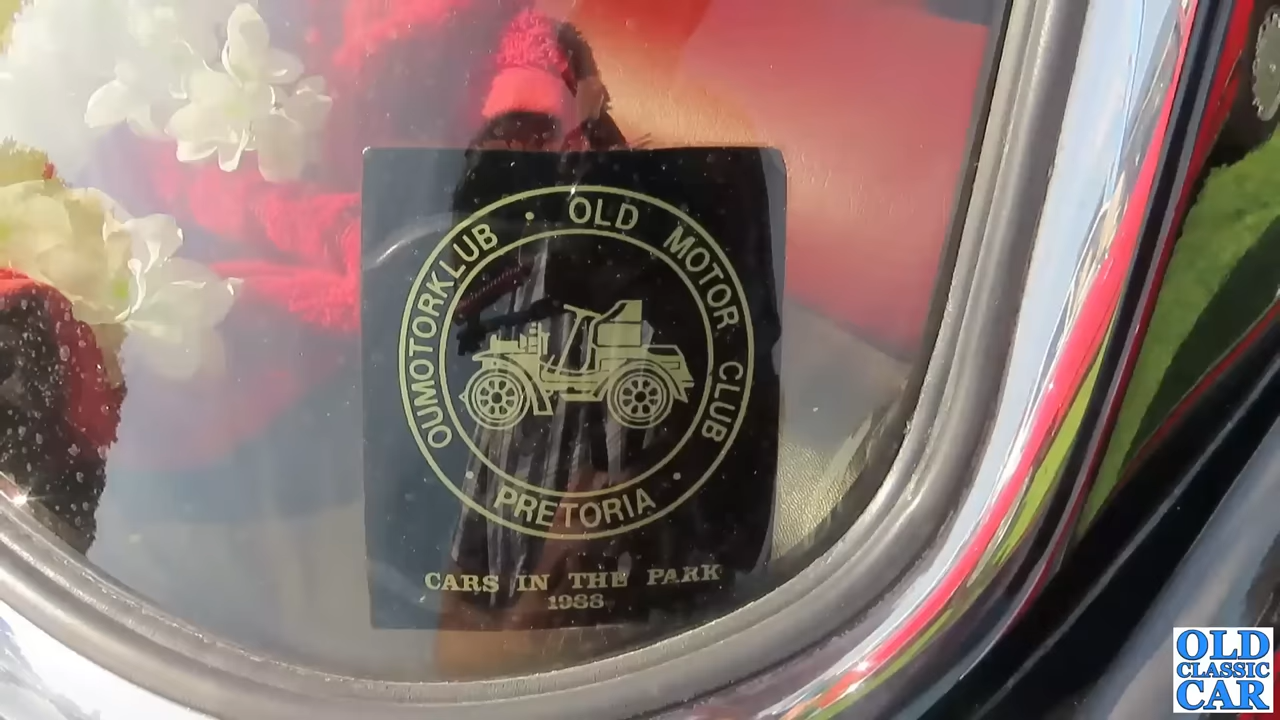 OUMOTORKLUB · OLD MOTOR CLUB
· PRETORIA ·
CARS IN THE PARK
1988
OLD
CLASSIC
CAR